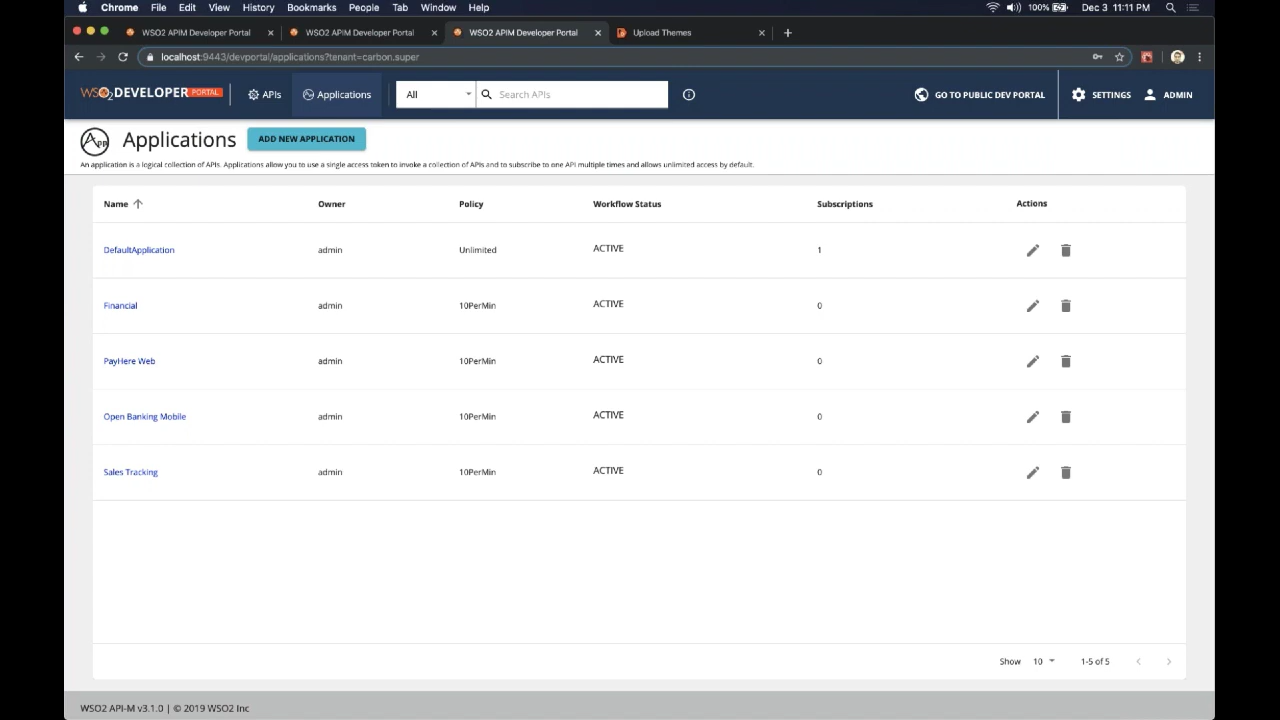 Chrome File Edit View History Bookmarks People Tab Window Help 100% Dec 3 11:11 PM
WSO2 APIM Developer Portal WSO2 APIM Developer Portal WSO2 APIM Developer Portal Upload Themes
localhost:9443/devportal/applications?tenant=carbon.super
WSO2 DEVELOPER PORTAL APIs Applications All Search APIs GO TO PUBLIC DEV PORTAL SETTINGS ADMIN
App Applications ADD NEW APPLICATION
An application is a logical collection of APIs. Applications allow you to use a single access token to invoke a collection of APIs and to subscribe to one API multiple times and allows unlimited access by default.
Name Owner Policy Workflow Status Subscriptions Actions
DefaultApplication admin Unlimited ACTIVE 1
Financial admin 10PerMin ACTIVE 0
PayHere Web admin 10PerMin ACTIVE 0
Open Banking Mobile admin 10PerMin ACTIVE 0
Sales Tracking admin 10PerMin ACTIVE 0
Show 10 1-5 of 5
WSO2 API-M v3.1.0 | © 2019 WSO2 Inc